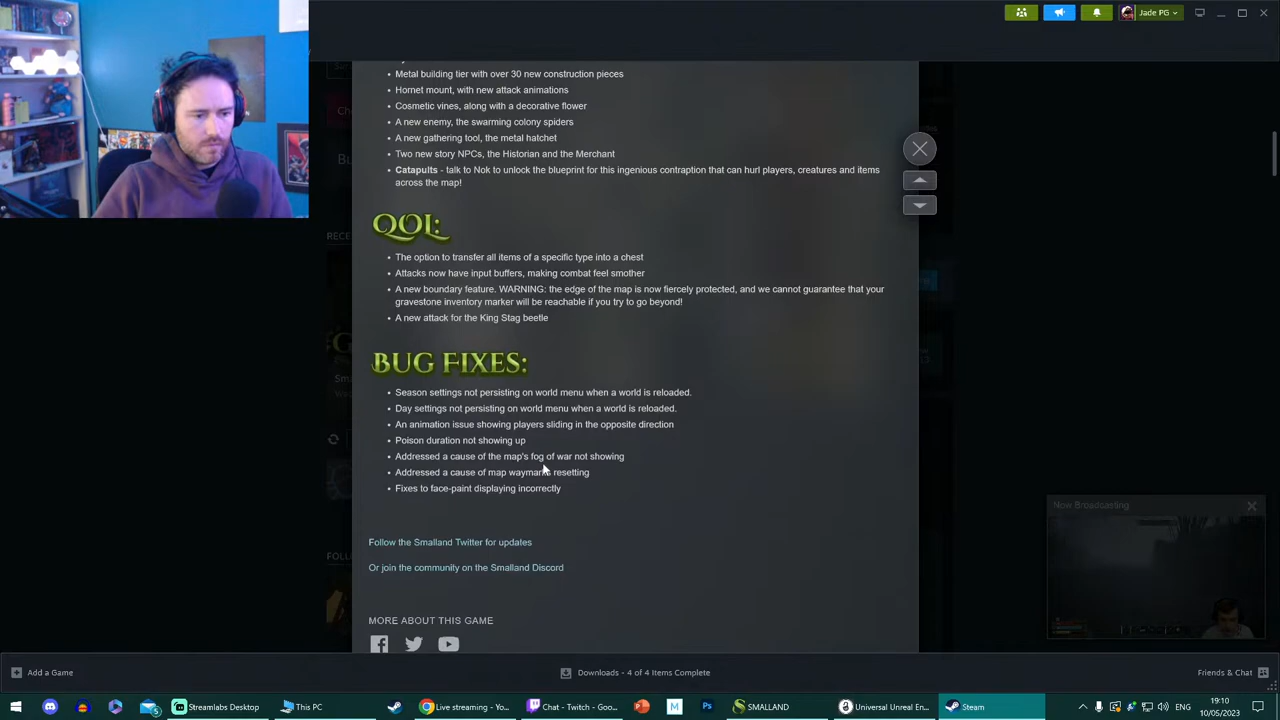 Jade PG
Metal building tier with over 30 new construction pieces
Hornet mount, with new attack animations
Cosmetic vines, along with a decorative flower
A new enemy, the swarming colony spiders
A new gathering tool, the metal hatchet
Two new story NPCs, the Historian and the Merchant
Catapults - talk to Nok to unlock the blueprint for this ingenious contraption that can hurl players, creatures and items
across the map!
QOL:
The option to transfer all items of a specific type into a chest
Attacks now have input buffers, making combat feel smother
A new boundary feature. WARNING: the edge of the map is now fiercely protected, and we cannot guarantee that your
gravestone inventory marker will be reachable if you try to go beyond!
A new attack for the King Stag beetle
BUG FIXES:
Season settings not persisting on world menu when a world is reloaded.
Day settings not persisting on world menu when a world is reloaded.
An animation issue showing players sliding in the opposite direction
Poison duration not showing up
Addressed a cause of the map's fog of war not showing
Addressed a cause of map waymarks resetting
Fixes to face-paint displaying incorrectly
Now Broadcasting
Follow the Smalland Twitter for updates
Or join the community on the Smalland Discord
MORE ABOUT THIS GAME
Add a Game
Downloads - 4 of 4 Items Complete
Friends & Chat
Streamlabs Desktop
This PC
Live streaming - Yo...
Chat - Twitch - Goo...
SMALLAND
Universal Unreal En...
Steam
ENG
19:10
10/05/2023